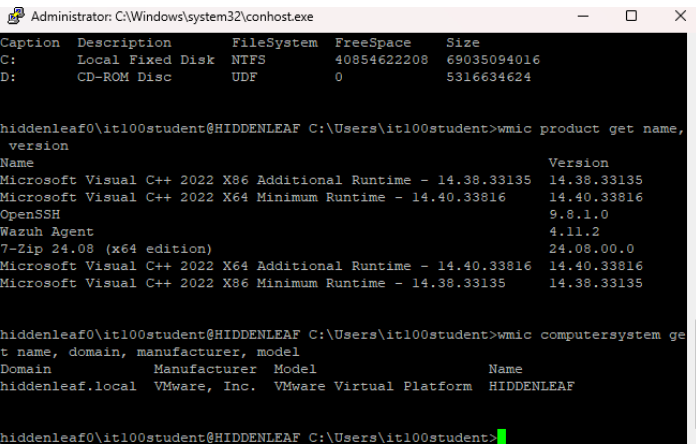 Administrator: C:\Windows\system32\conhost.exe
Caption  Description       FileSystem  FreeSpace    Size
C:       Local Fixed Disk  NTFS        40854622208  69035094016
D:       CD-ROM Disc       UDF         0            5316634624
hiddenleaf0\it100student@HIDDENLEAF C:\Users\it100student>wmic product get name,
 version
Name                                                            Version
Microsoft Visual C++ 2022 X86 Additional Runtime - 14.38.33135  14.38.33135
Microsoft Visual C++ 2022 X64 Minimum Runtime - 14.40.33816     14.40.33816
OpenSSH                                                         9.8.1.0
Wazuh Agent                                                     4.11.2
7-Zip 24.08 (x64 edition)                                       24.08.00.0
Microsoft Visual C++ 2022 X64 Additional Runtime - 14.40.33816  14.40.33816
Microsoft Visual C++ 2022 X86 Minimum Runtime - 14.38.33135     14.38.33135
hiddenleaf0\it100student@HIDDENLEAF C:\Users\it100student>wmic computersystem ge
t name, domain, manufacturer, model
Domain            Manufacturer  Model                    Name
hiddenleaf.local  VMware, Inc.  VMware Virtual Platform  HIDDENLEAF
hiddenleaf0\it100student@HIDDENLEAF C:\Users\it100student>